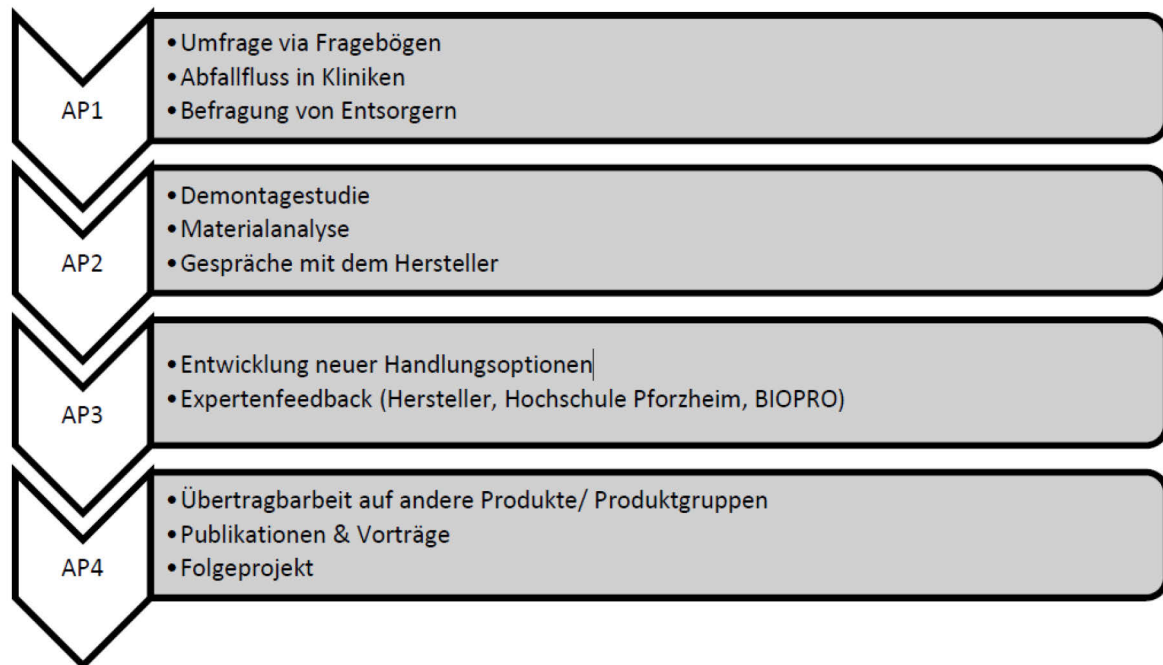 AP1
•Umfrage via Fragebögen
•Abfallfluss in Kliniken
•Befragung von Entsorgern
AP2
•Demontagestudie
•Materialanalyse
•Gespräche mit dem Hersteller
AP3
•Entwicklung neuer Handlungsoptionen
•Expertenfeedback (Hersteller, Hochschule Pforzheim, BIOPRO)
AP4
•Übertragbarbeit auf andere Produkte/ Produktgruppen
•Publikationen & Vorträge
•Folgeprojekt